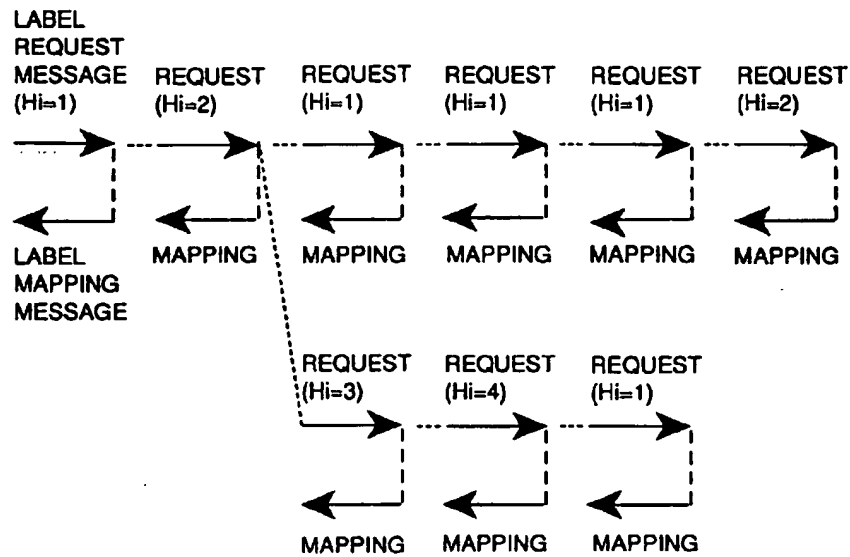 LABEL
REQUEST
MESSAGE
(Hi=1)
REQUEST
(Hi=2)
REQUEST
(Hi=1)
REQUEST
(Hi=1)
REQUEST
(Hi=1)
REQUEST
(Hi=2)
LABEL
MAPPING
MESSAGE
MAPPING
MAPPING
MAPPING
MAPPING
MAPPING
REQUEST
(Hi=3)
REQUEST
(Hi=4)
REQUEST
(Hi=1)
MAPPING
MAPPING
MAPPING